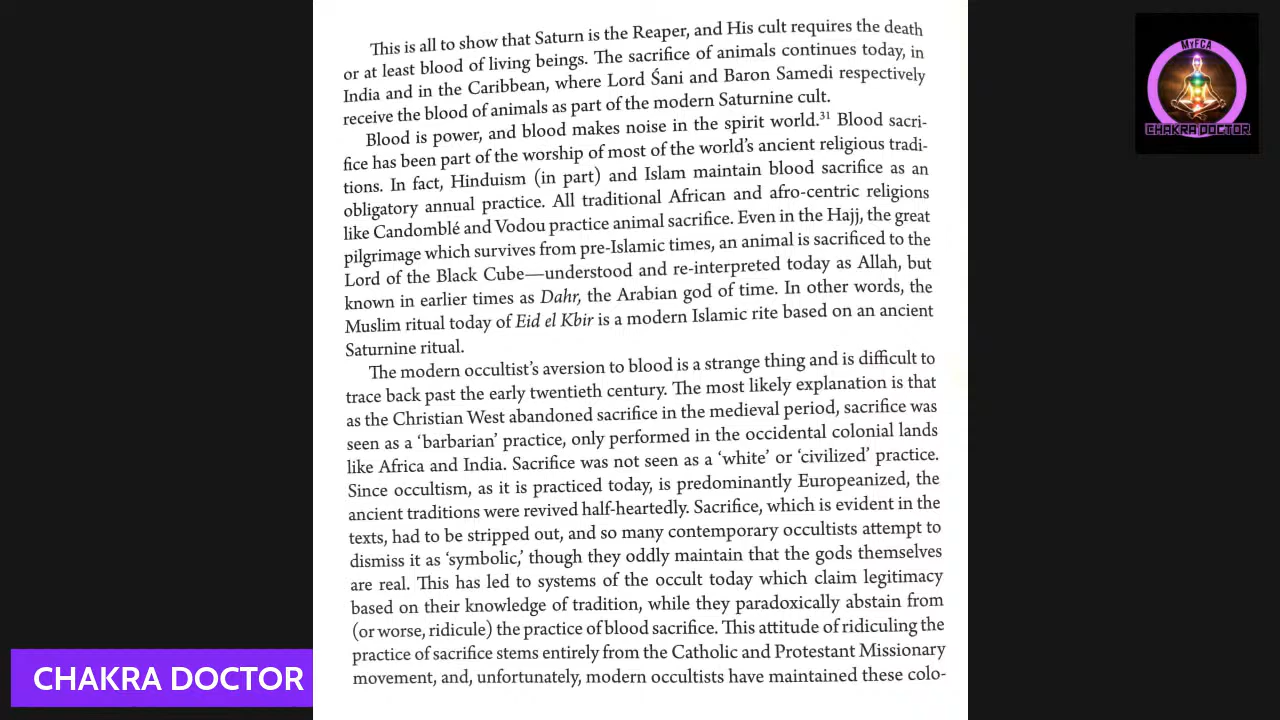 This is all to show that Saturn is the Reaper, and His cult requires the death
or at least blood of living beings. The sacrifice of animals continues today, in
India and in the Caribbean, where Lord Śani and Baron Samedi respectively
receive the blood of animals as part of the modern Saturnine cult.
Blood is power, and blood makes noise in the spirit world.31 Blood sacri-
fice has been part of the worship of most of the world's ancient religious tradi-
tions. In fact, Hinduism (in part) and Islam maintain blood sacrifice as an
obligatory annual practice. All traditional African and afro-centric religions
like Candomblé and Vodou practice animal sacrifice. Even in the Hajj, the great
pilgrimage which survives from pre-Islamic times, an animal is sacrificed to the
Lord of the Black Cube—understood and re-interpreted today as Allah, but
known in earlier times as Dahr, the Arabian god of time. In other words, the
Muslim ritual today of Eid el Kbir is a modern Islamic rite based on an ancient
Saturnine ritual.
The modern occultist's aversion to blood is a strange thing and is difficult to
trace back past the early twentieth century. The most likely explanation is that
as the Christian West abandoned sacrifice in the medieval period, sacrifice was
seen as a 'barbarian' practice, only performed in the occidental colonial lands
like Africa and India. Sacrifice was not seen as a 'white' or 'civilized' practice.
Since occultism, as it is practiced today, is predominantly Europeanized, the
ancient traditions were revived half-heartedly. Sacrifice, which is evident in the
texts, had to be stripped out, and so many contemporary occultists attempt to
dismiss it as 'symbolic,' though they oddly maintain that the gods themselves
are real. This has led to systems of the occult today which claim legitimacy
based on their knowledge of tradition, while they paradoxically abstain from
(or worse, ridicule) the practice of blood sacrifice. This attitude of ridiculing the
practice of sacrifice stems entirely from the Catholic and Protestant Missionary
movement, and, unfortunately, modern occultists have maintained these colo-
MYFCA
CHAKRA DOCTOR
CHAKRA DOCTOR